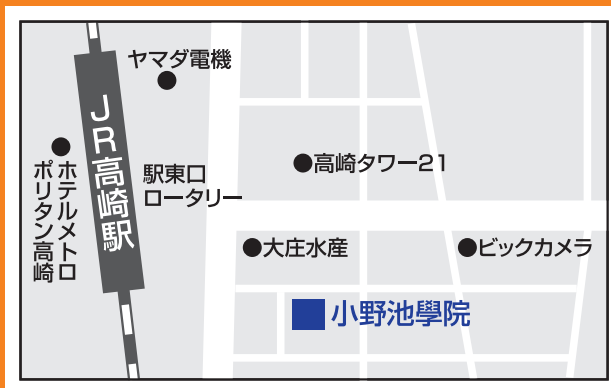 ヤマダ電機
JR高崎駅
ホテルメトロ
ポリタン高崎
駅東口
ロータリー
高崎タワー21
大庄水産
ビックカメラ
小野池學院